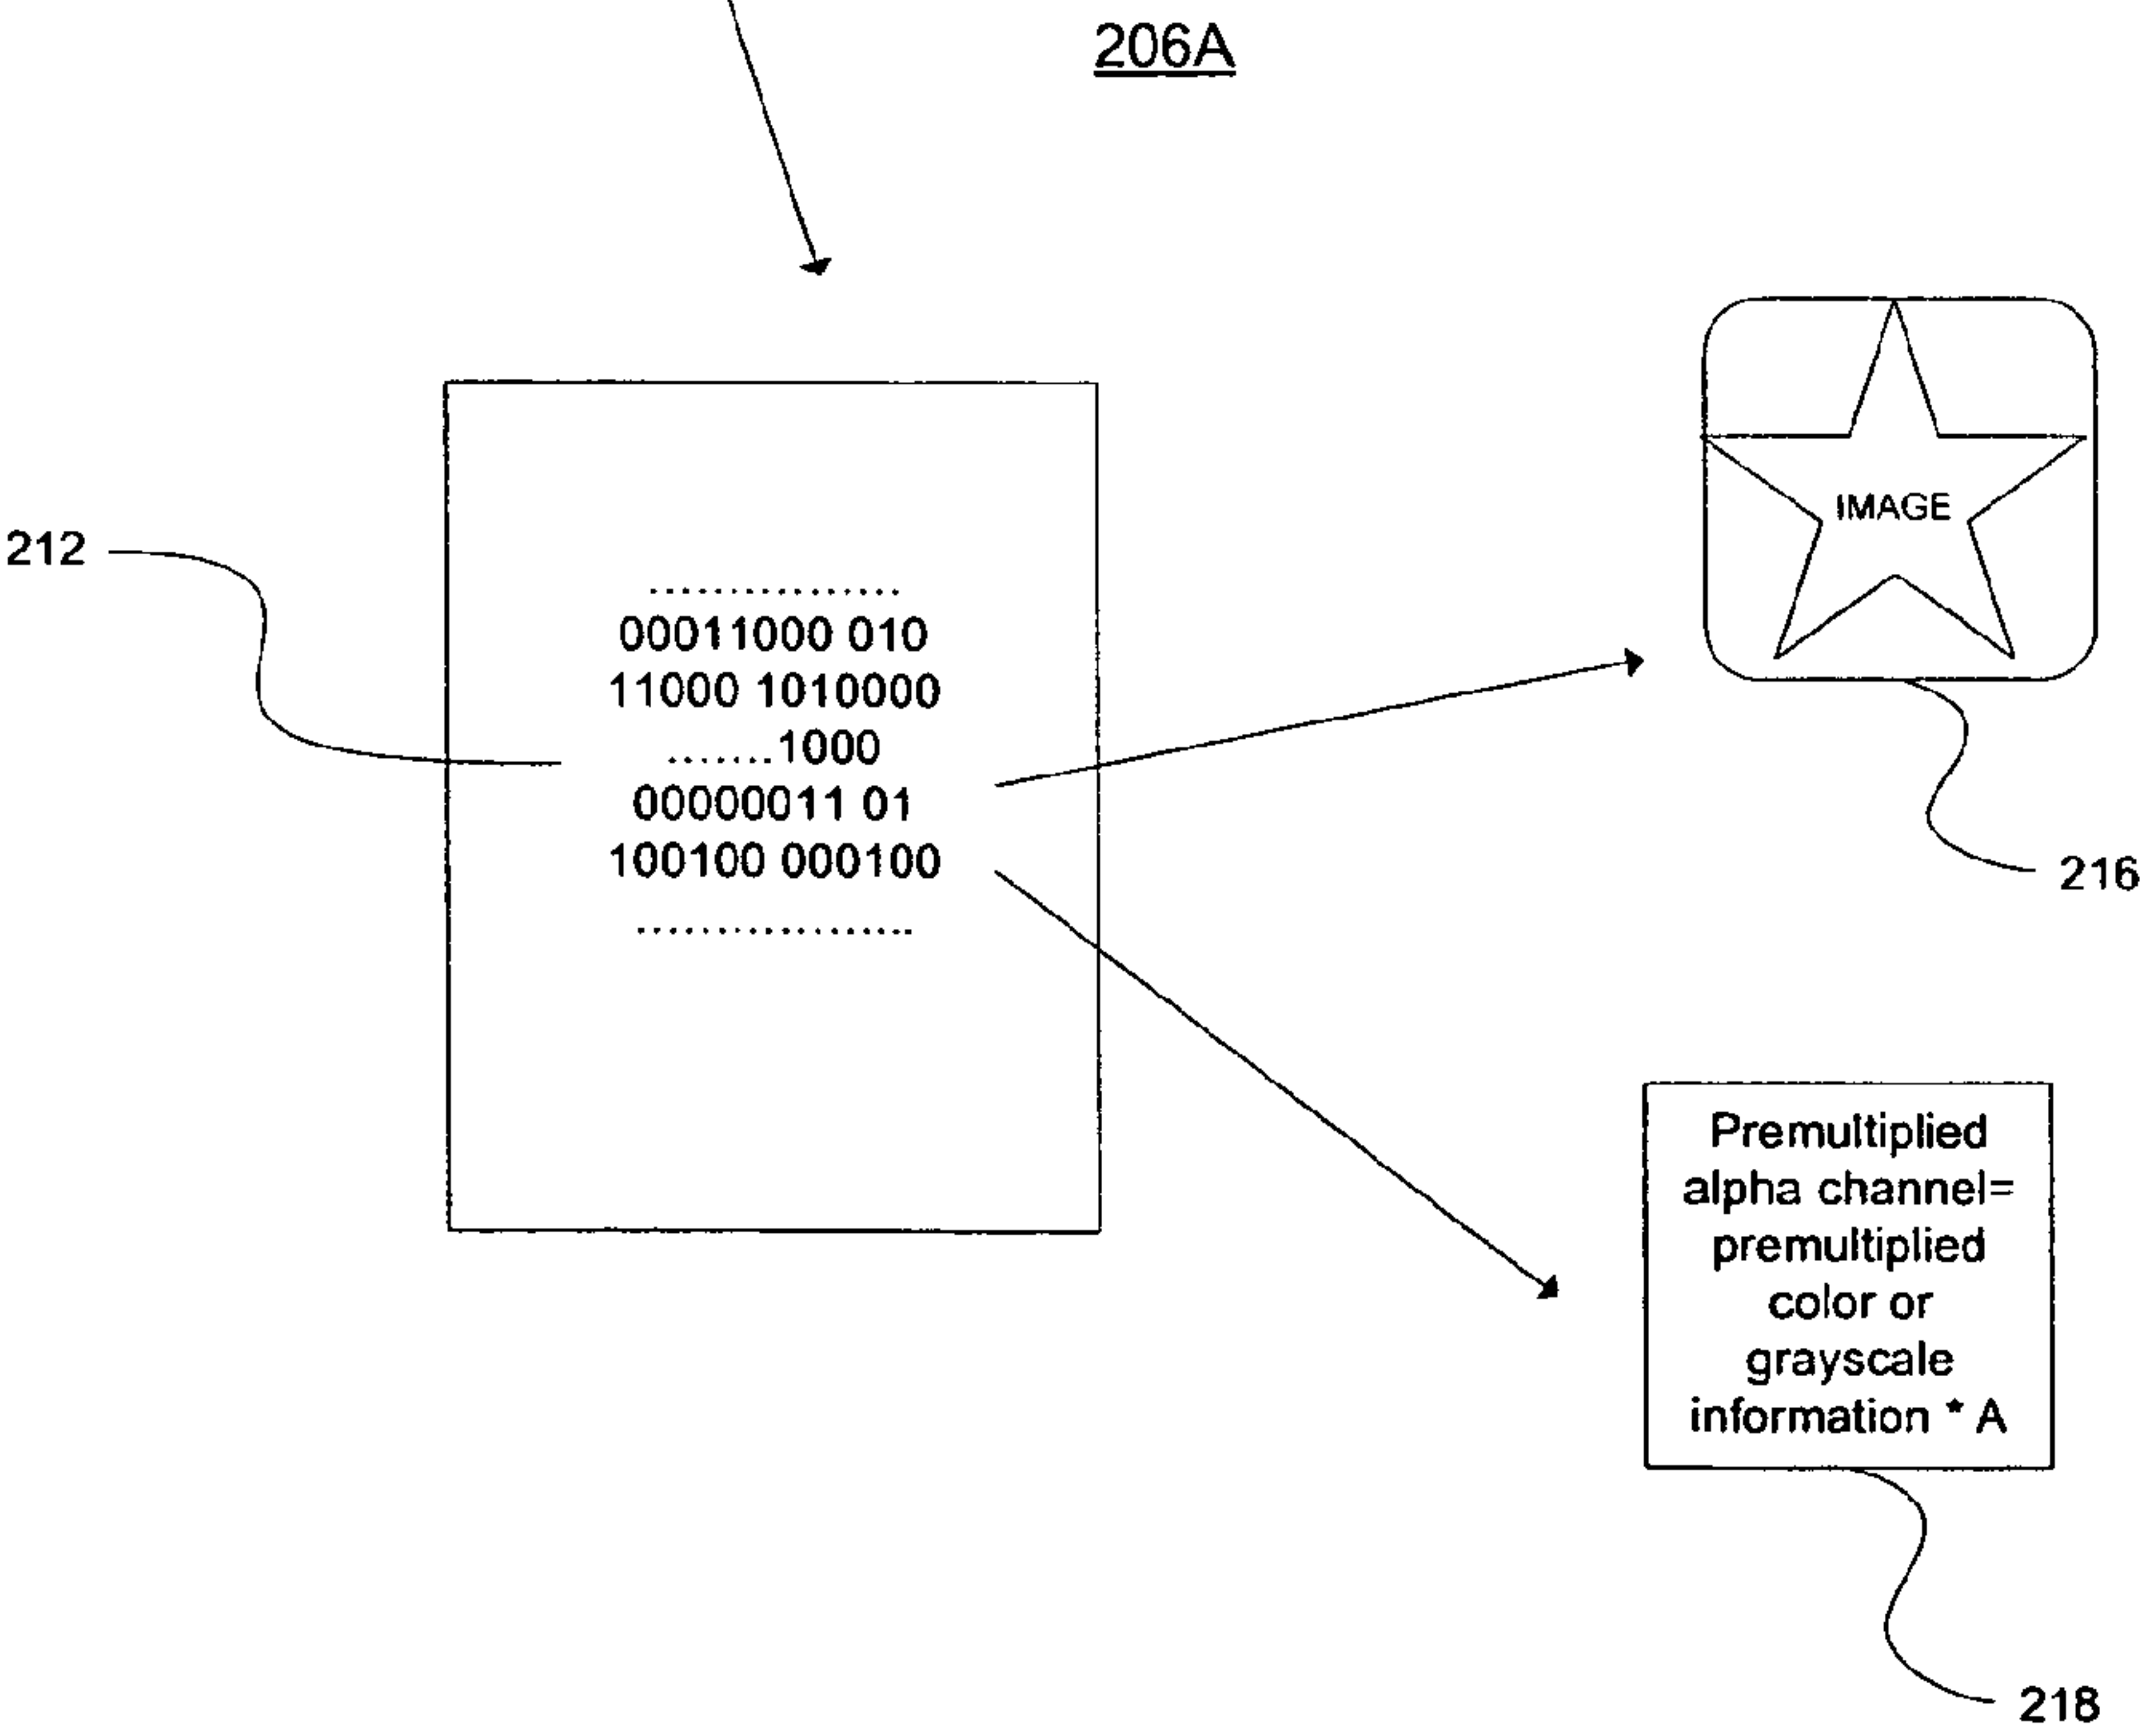 206A
212
...............
00011000 010
11000 1010000
.......1000
00000011 01
100100 000100
.................
IMAGE
216
Premultiplied
alpha channel=
premultiplied
color or
grayscale
information * A
218